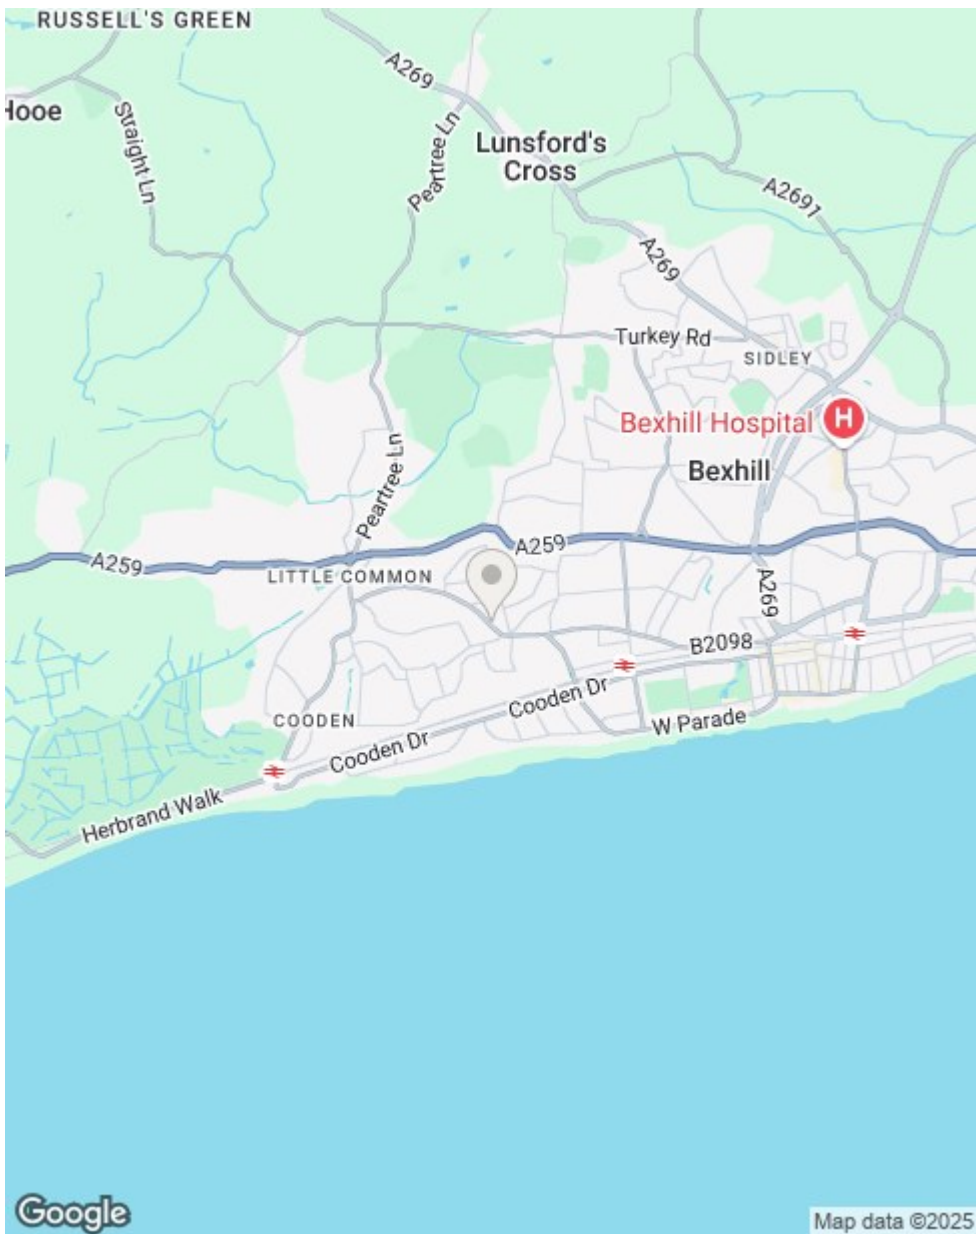 RUSSELL'S GREEN
A269
Hooe
Straight Ln
Peartree Ln
Lunsford's
Cross
A2691
A269
Turkey Rd
SIDLEY
Bexhill Hospital
H
Bexhill
Peartree Ln
A259
A259
LITTLE COMMON
A269
B2098
Cooden Dr
COODEN
W Parade
Cooden Dr
Herbrand Walk
Google
Map data ©2025